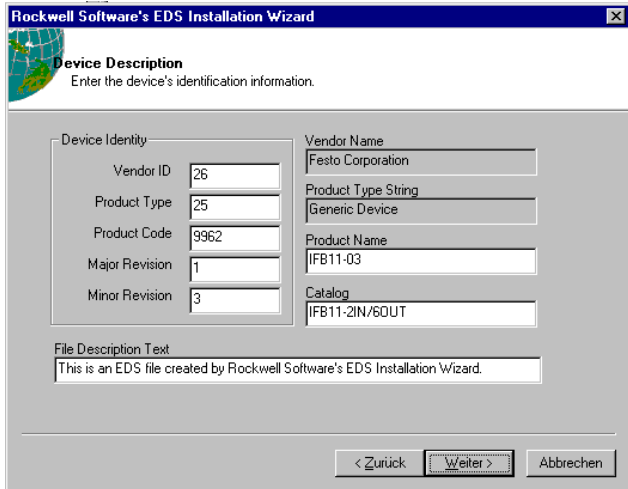 Rockwell Software's EDS Installation Wizard
Device Description
Enter the device's identification information.
Device Identity
Vendor ID 26
Product Type 25
Product Code 9962
Major Revision 1
Minor Revision 3
Vendor Name
Festo Corporation
Product Type String
Generic Device
Product Name
IFB11-03
Catalog
IFB11-2IN/6OUT
File Description Text
This is an EDS file created by Rockwell Software's EDS Installation Wizard.
< Zurück Weiter > Abbrechen